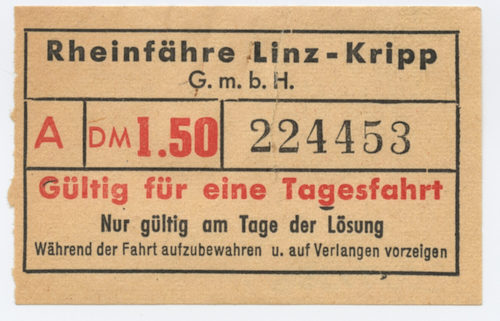 Rheinfähre Linz-Kripp
G.m.b.H.
A DM 1.50 224453
Gültig für eine Tagesfahrt
Nur gültig am Tage der Lösung
Während der Fahrt aufzubewahren u. auf Verlangen vorzeigen